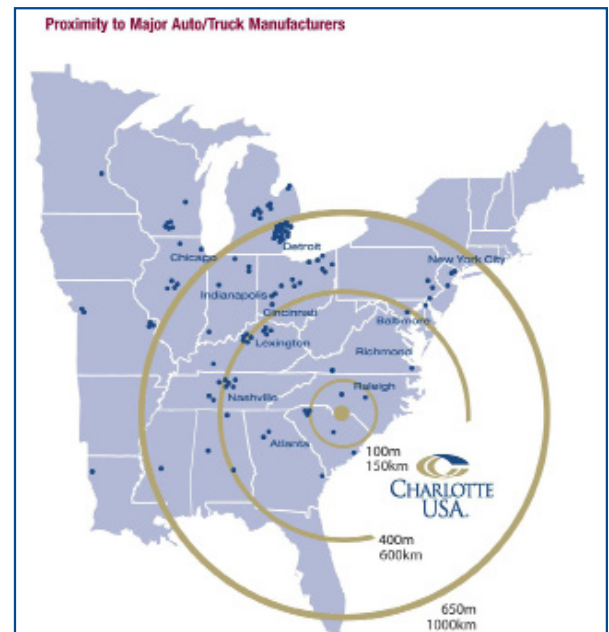 Proximity to Major Auto/Truck Manufacturers
Detroit
Chicago
New York City
Indianapolis
Cincinnati
Baltimore
Lexington
Richmond
Raleigh
Nashville
Atlanta
100m
150km
CHARLOTTE
USA.
400m
600km
650m
1000km